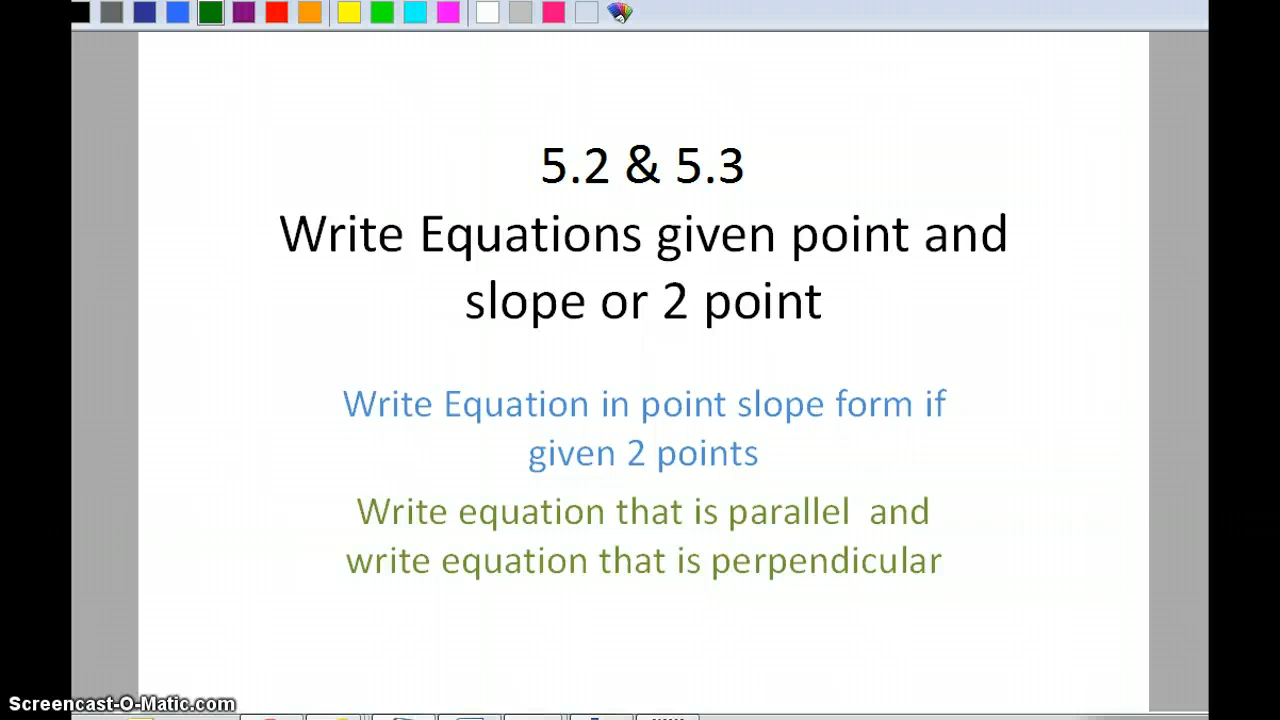 5.2 & 5.3
Write Equations given point and
slope or 2 point
Write Equation in point slope form if
given 2 points
Write equation that is parallel  and
write equation that is perpendicular
Screencast-O-Matic.com